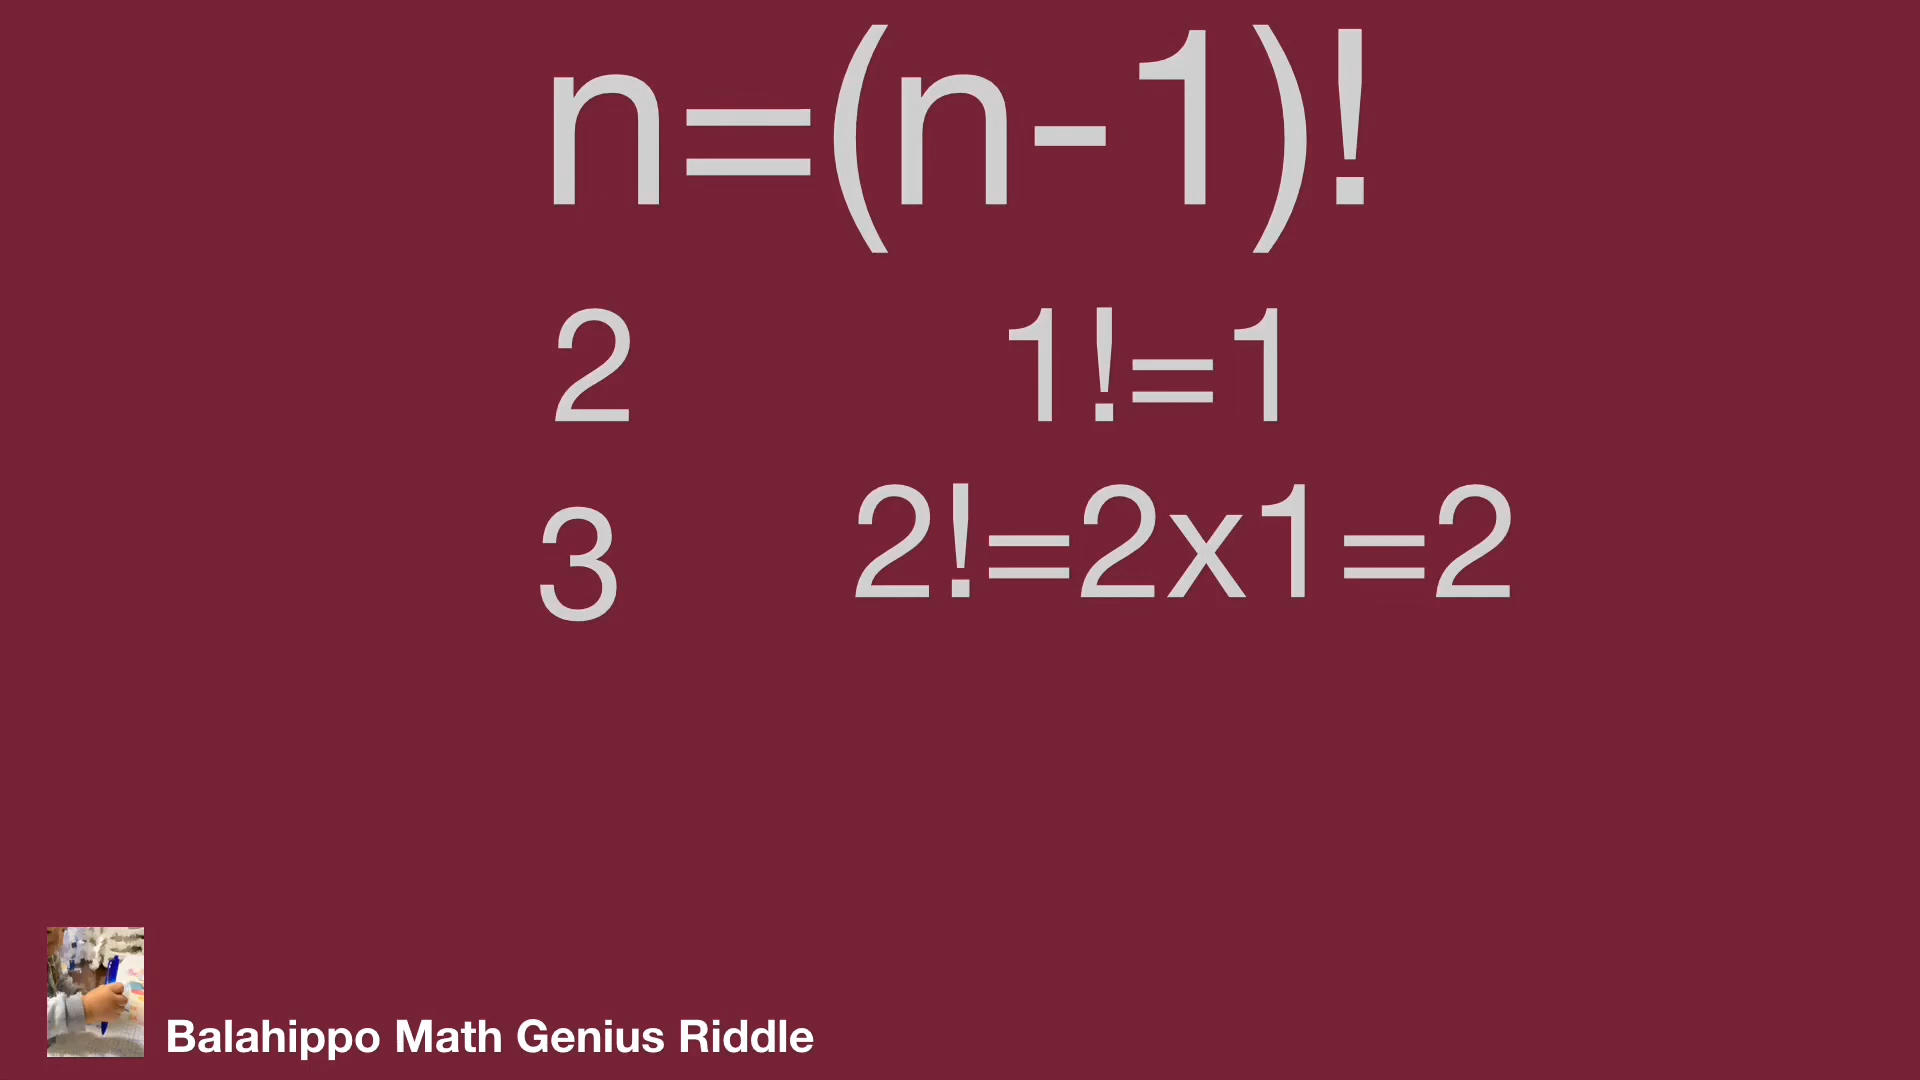 n=(n-1)!
2 1!=1
3 2!=2x1=2
Balahippo Math Genius Riddle